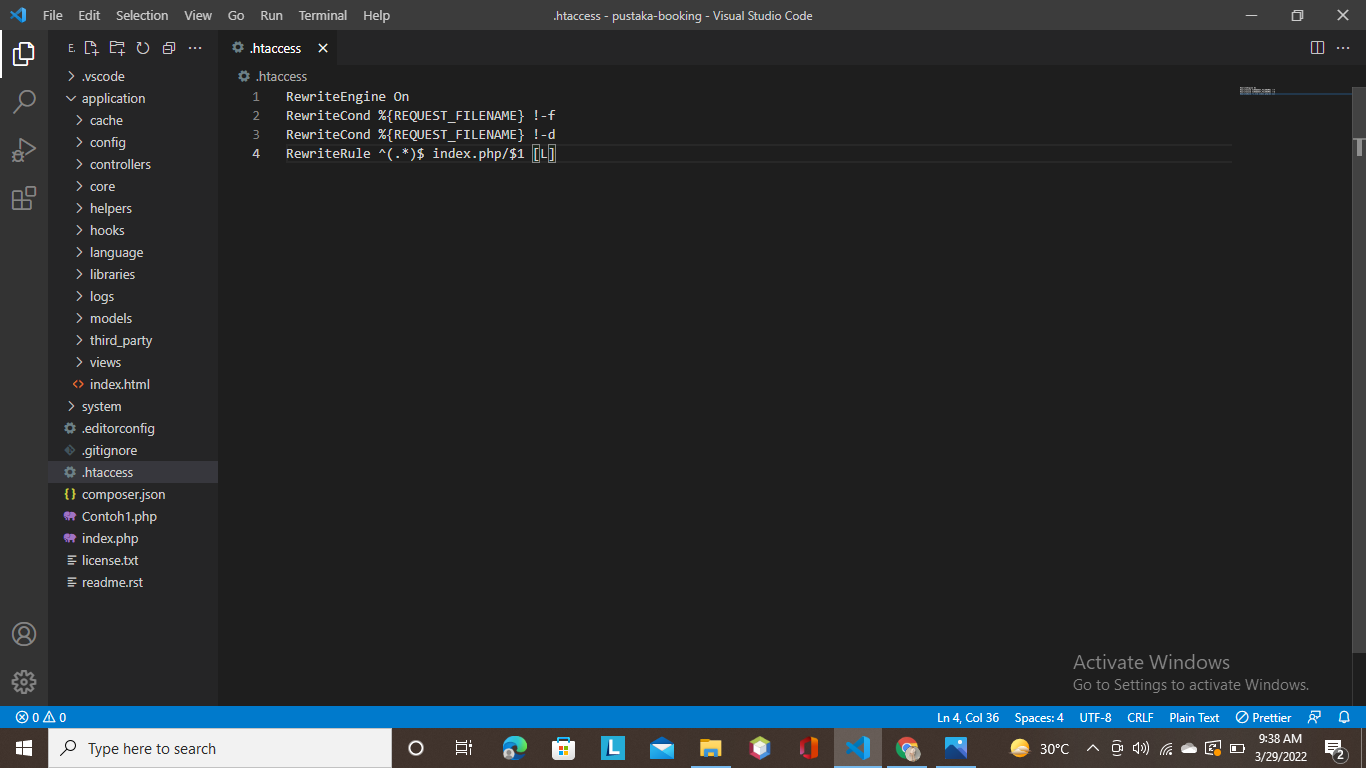 File Edit Selection View Go Run Terminal Help .htaccess - pustaka-booking - Visual Studio Code
E.
.htaccess
.vscode
application
cache
config
controllers
core
helpers
hooks
language
libraries
logs
models
third_party
views
index.html
system
.editorconfig
.gitignore
.htaccess
composer.json
Contoh1.php
index.php
license.txt
readme.rst
.htaccess
1 RewriteEngine On
2 RewriteCond %{REQUEST_FILENAME} !-f
3 RewriteCond %{REQUEST_FILENAME} !-d
4 RewriteRule ^(.*)$ index.php/$1 [L]
Activate Windows
Go to Settings to activate Windows.
0 0 Ln 4, Col 36 Spaces: 4 UTF-8 CRLF Plain Text Prettier
Type here to search
L
30°C
9:38 AM
3/29/2022
2